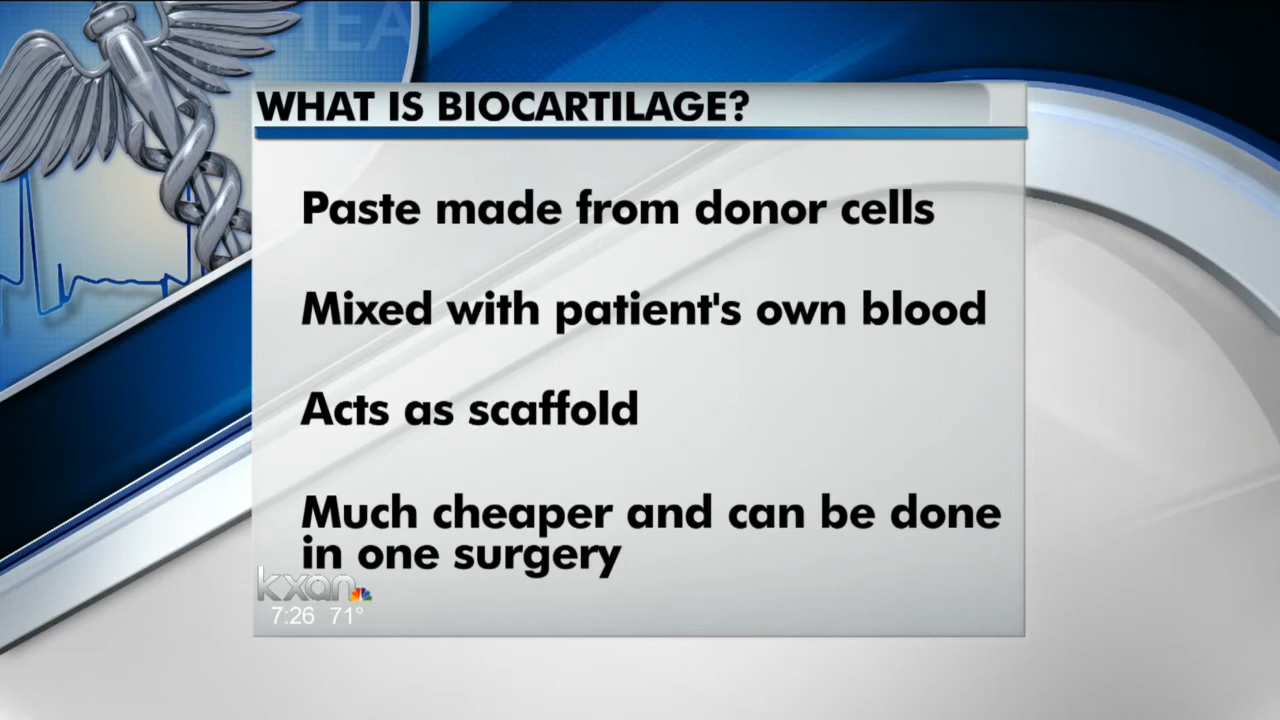 HEA
WHAT IS BIOCARTILAGE?
Paste made from donor cells
Mixed with patient's own blood
Acts as scaffold
Much cheaper and can be done
in one surgery
kxan
7:26 71°